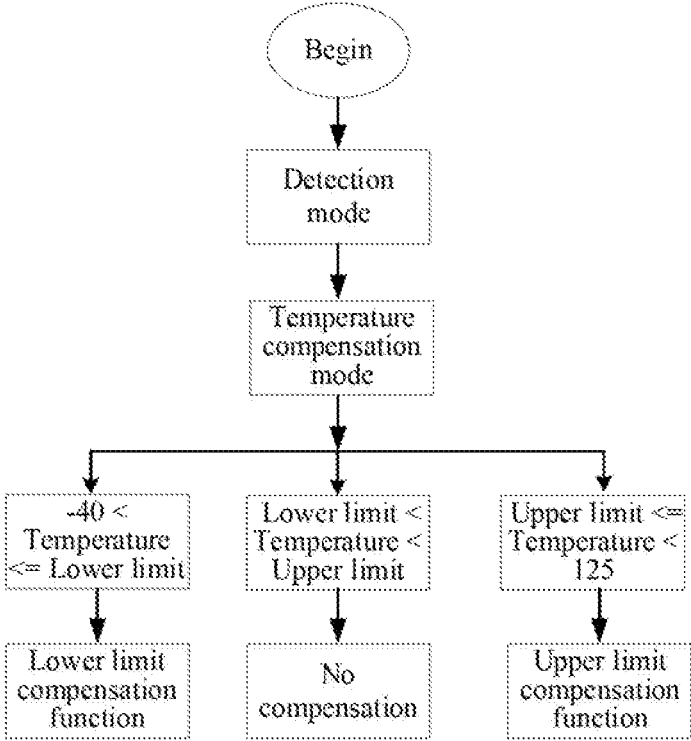 Begin
Detection
mode
Temperature
compensation
mode
-40 <
Temperature
<= Lower limit
Lower limit <
Temperature <
Upper limit
Upper limit <=
Temperature <
125
Lower limit
compensation
function
No
compensation
Upper limit
compensation
function